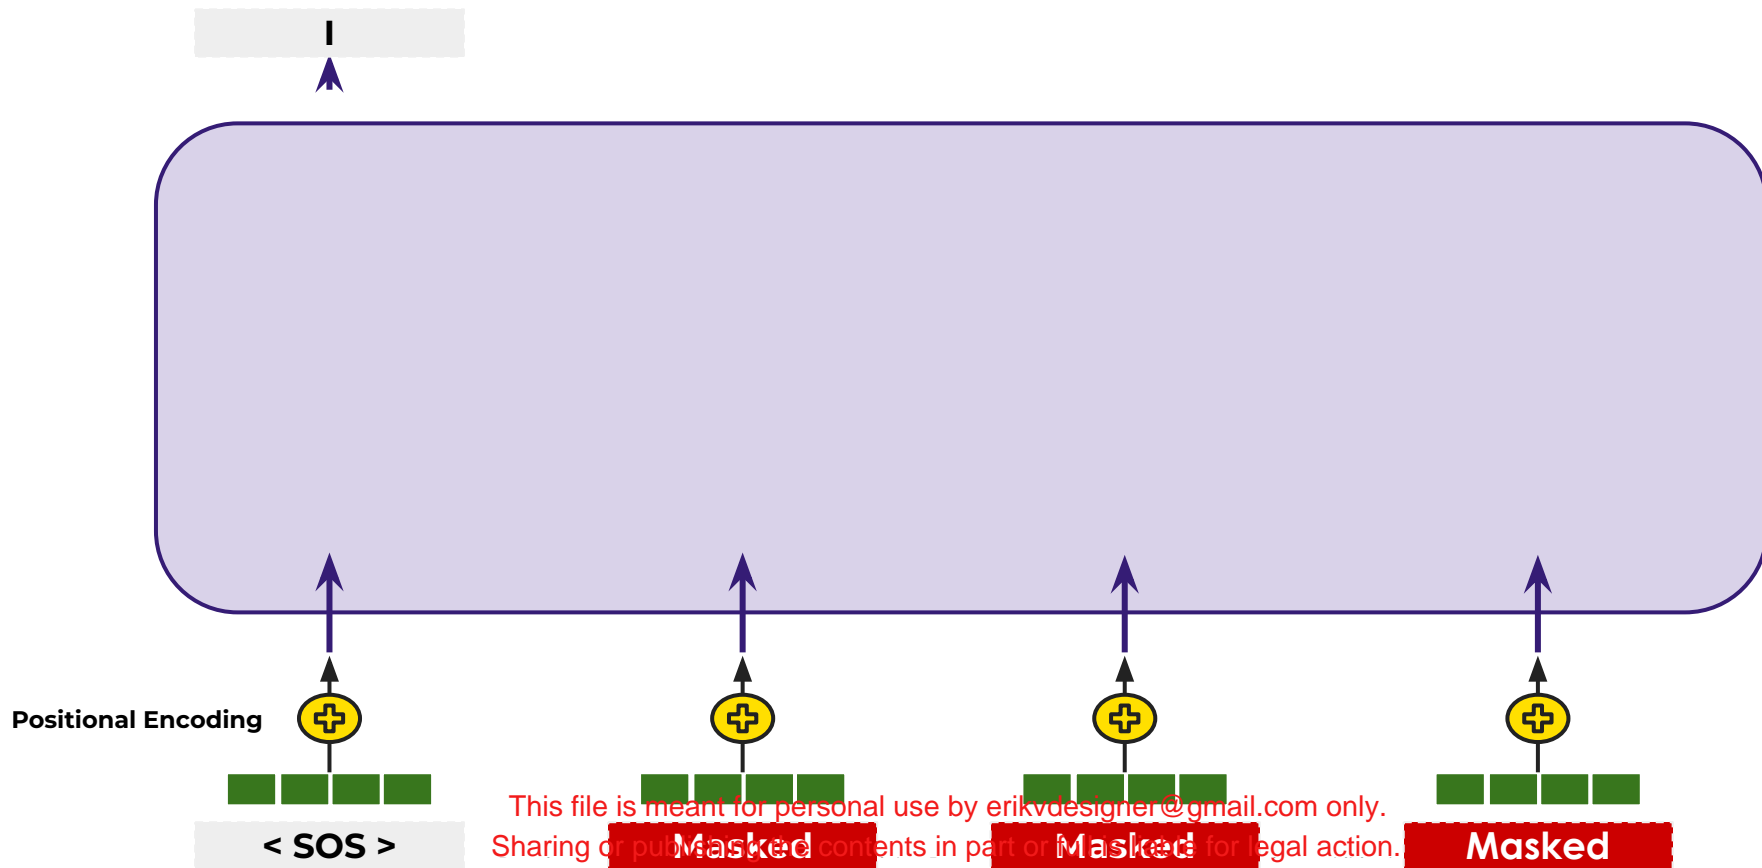 I
Positional Encoding
This file is meant for personal use by erikvdesigner@gmail.com only.
< SOS > Masked Masked Masked
Sharing or publishing the contents in part or full is liable for legal action.